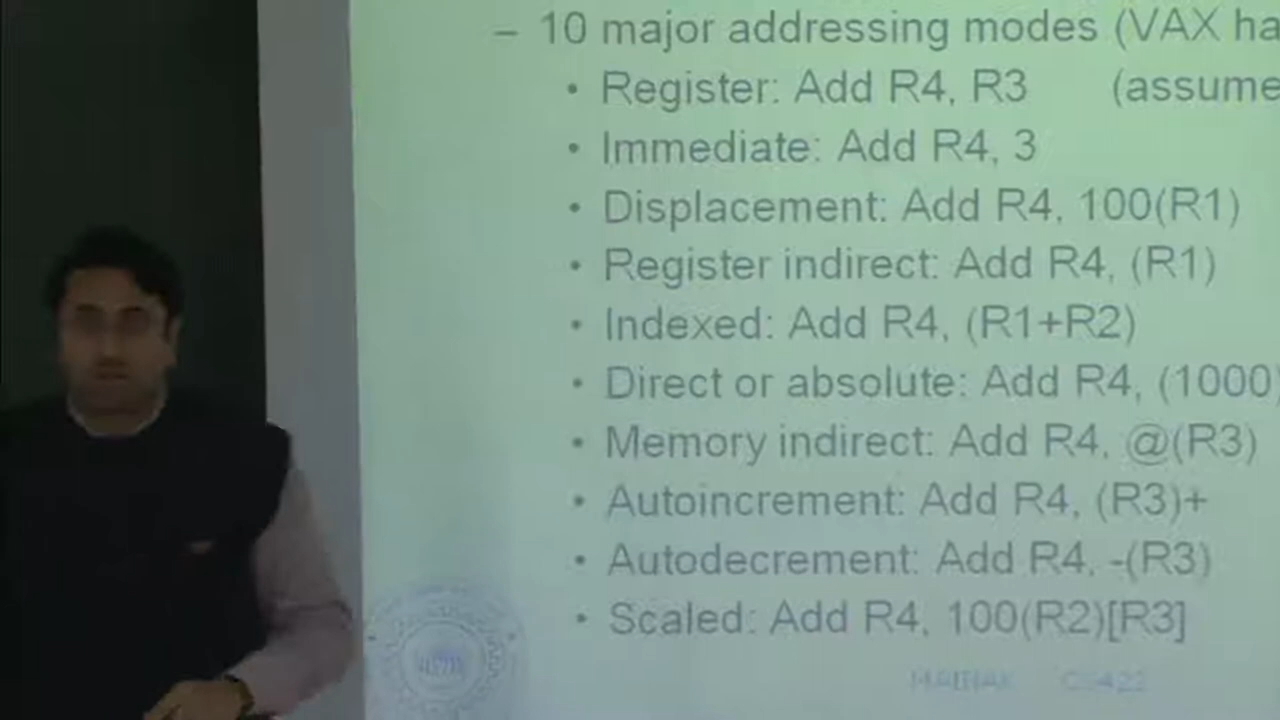 – 10 major addressing modes (VAX ha
• Register: Add R4, R3 (assume
• Immediate: Add R4, 3
• Displacement: Add R4, 100(R1)
• Register indirect: Add R4, (R1)
• Indexed: Add R4, (R1+R2)
• Direct or absolute: Add R4, (1000)
• Memory indirect: Add R4, @(R3)
• Autoincrement: Add R4, (R3)+
• Autodecrement: Add R4, -(R3)
• Scaled: Add R4, 100(R2)[R3]
MAINAK CS422